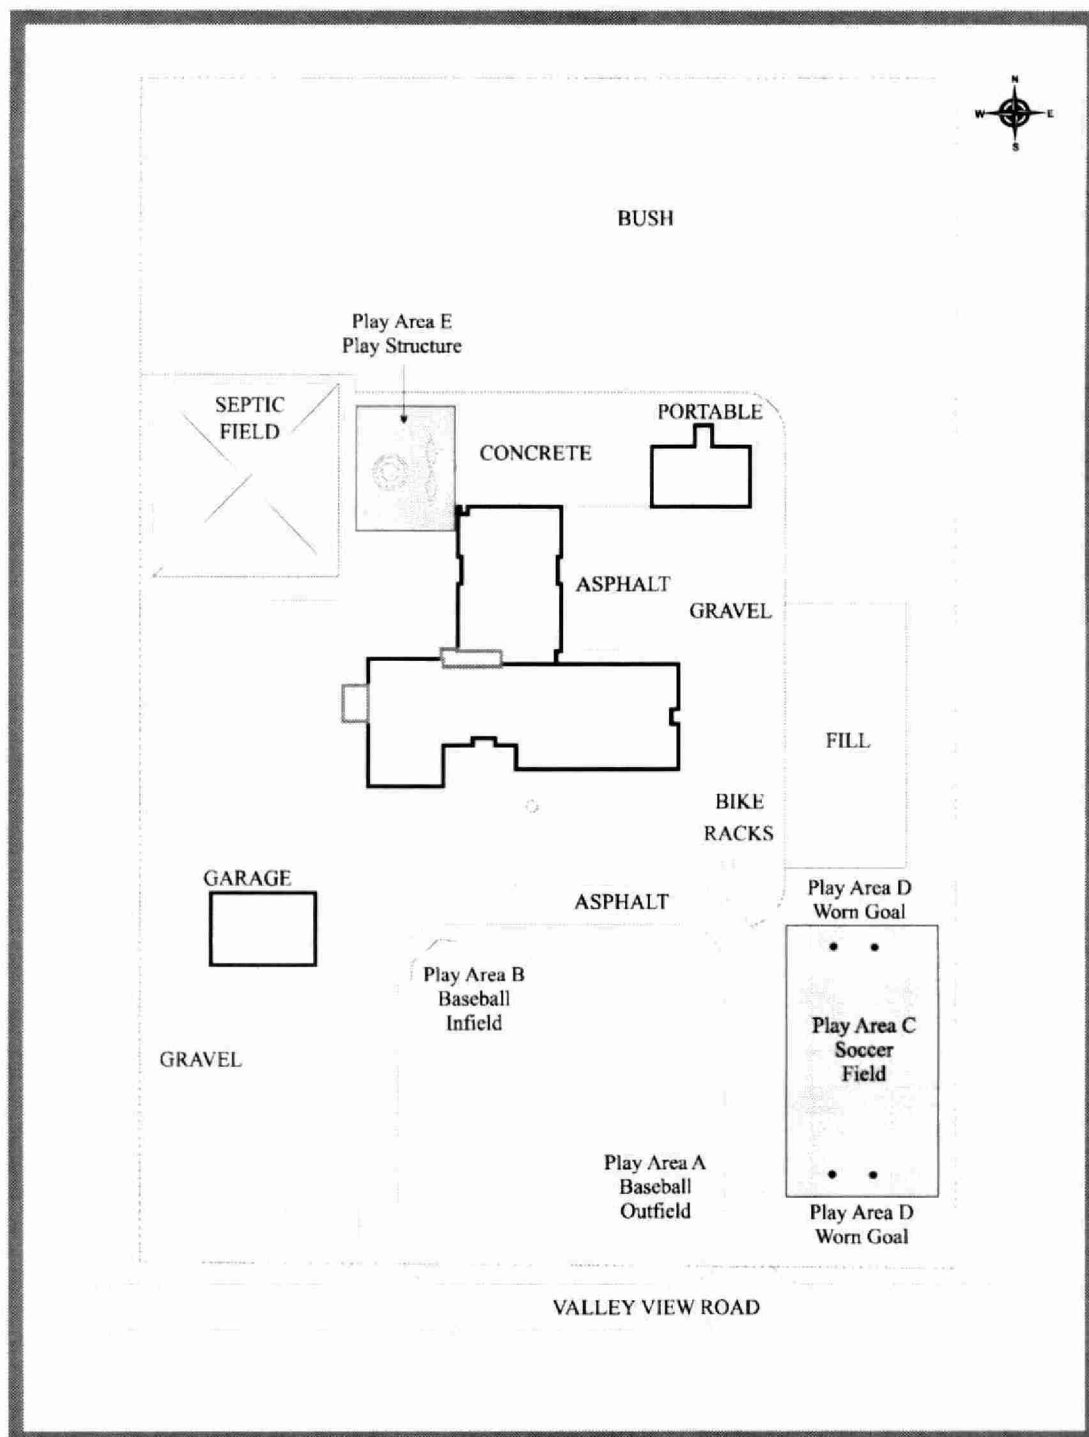 N
W E
S
BUSH
Play Area E
Play Structure
SEPTIC
FIELD
PORTABLE
CONCRETE
ASPHALT
GRAVEL
FILL
BIKE
RACKS
GARAGE
ASPHALT
Play Area D
Worn Goal
Play Area B
Baseball
Infield
Play Area C
Soccer
Field
GRAVEL
Play Area A
Baseball
Outfield
Play Area D
Worn Goal
VALLEY VIEW ROAD